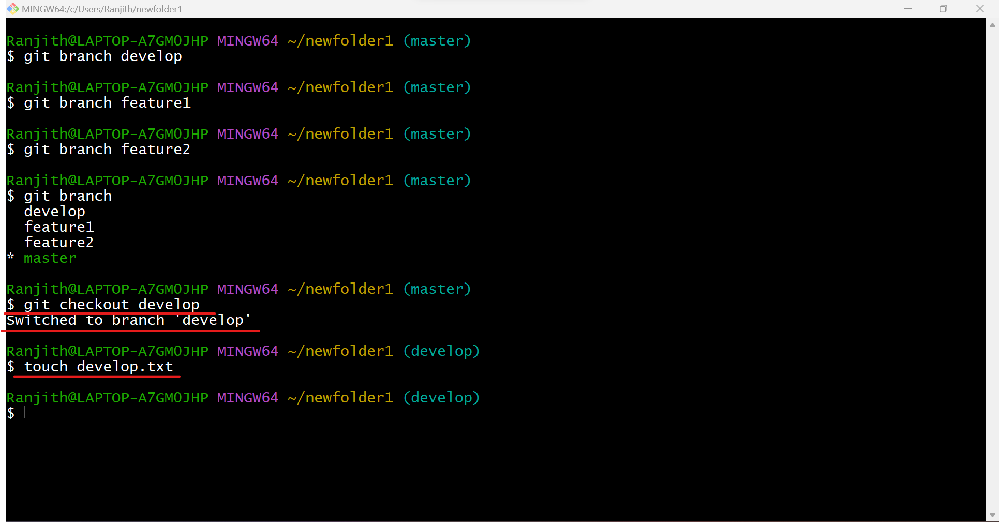 MINGW64:/c/Users/Ranjith/newfolder1
Ranjith@LAPTOP-A7GMOJHP MINGW64 ~/newfolder1 (master)
$ git branch develop
Ranjith@LAPTOP-A7GMOJHP MINGW64 ~/newfolder1 (master)
$ git branch feature1
Ranjith@LAPTOP-A7GMOJHP MINGW64 ~/newfolder1 (master)
$ git branch feature2
Ranjith@LAPTOP-A7GMOJHP MINGW64 ~/newfolder1 (master)
$ git branch
  develop
  feature1
  feature2
* master
Ranjith@LAPTOP-A7GMOJHP MINGW64 ~/newfolder1 (master)
$ git checkout develop
Switched to branch 'develop'
Ranjith@LAPTOP-A7GMOJHP MINGW64 ~/newfolder1 (develop)
$ touch develop.txt
Ranjith@LAPTOP-A7GMOJHP MINGW64 ~/newfolder1 (develop)
$